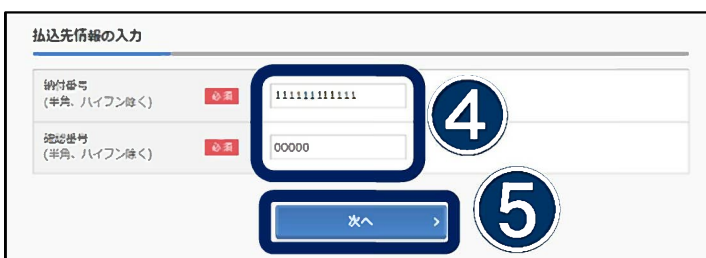 払込先情報の入力
納付番号
(半角、ハイフン除く)
必須
111111111111
4
確認番号
(半角、ハイフン除く)
必須
00000
次へ >
5